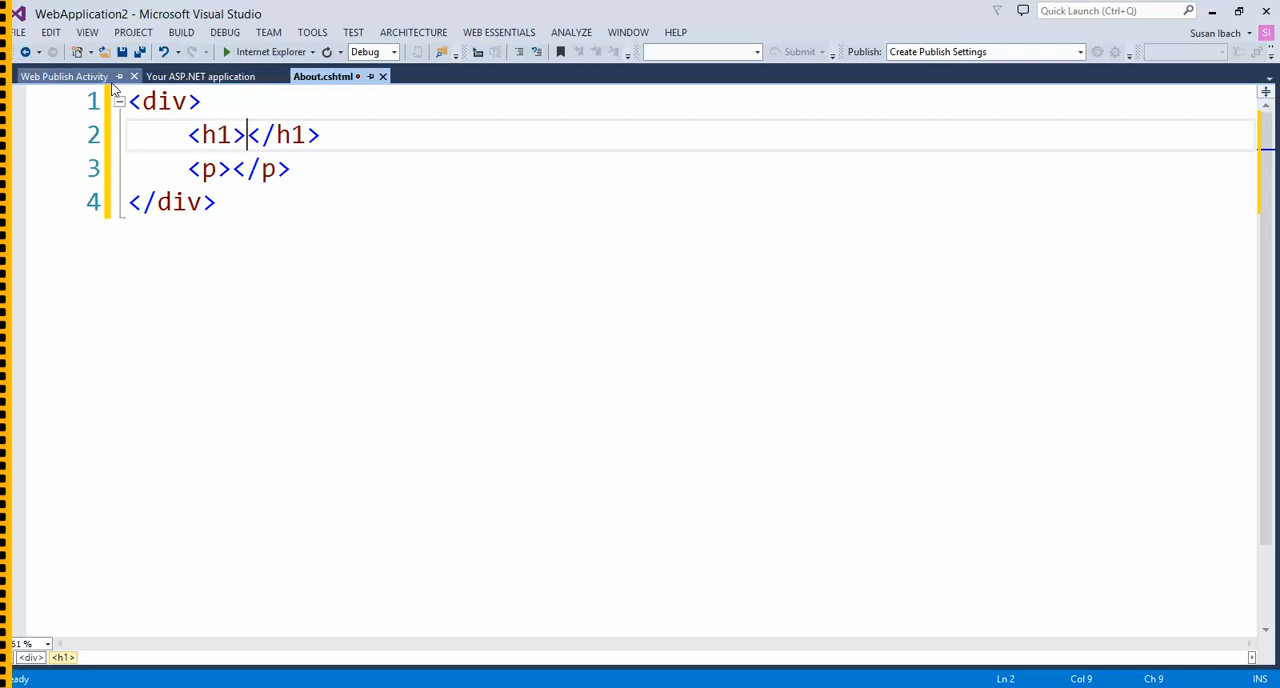 WebApplication2 - Microsoft Visual Studio
Quick Launch (Ctrl+Q)
ILE EDIT VIEW PROJECT BUILD DEBUG TEAM TOOLS TEST ARCHITECTURE WEB ESSENTIALS ANALYZE WINDOW HELP
Susan Ibach SI
Internet Explorer Debug Submit Publish: Create Publish Settings
Web Publish Activity Your ASP.NET application About.cshtml
1 <div>
2 <h1></h1>
3 <p></p>
4 </div>
51 %
<div> <h1>
eady Ln 2 Col 9 Ch 9 INS